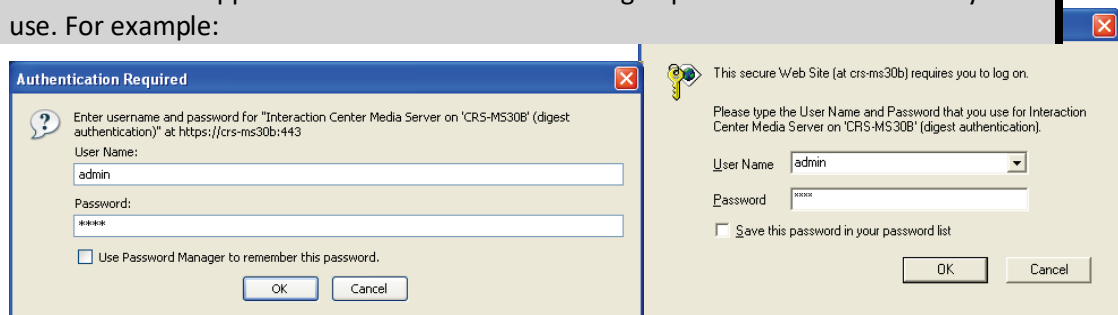 use. For example:
Authentication Required
Enter username and password for "Interaction Center Media Server on 'CRS-MS30B' (digest
authentication)" at https://crs-ms30b:443
User Name:
admin
Password:
****
Use Password Manager to remember this password.
OK Cancel
This secure Web Site (at crs-ms30b) requires you to log on.
Please type the User Name and Password that you use for Interaction
Center Media Server on 'CRS-MS30B' (digest authentication).
User Name admin
Password ××××
Save this password in your password list
OK Cancel